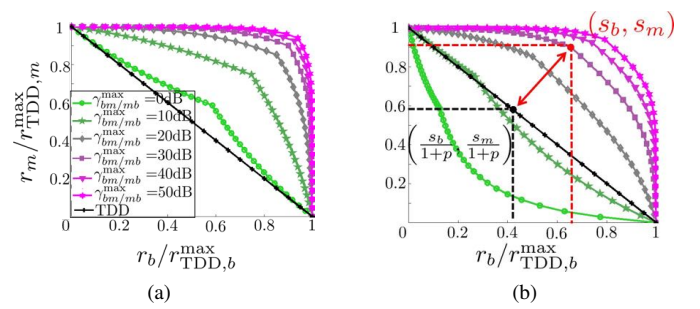 1
0.8
0.6
0.4
0.2
0
0.2
0.4
0.6
0.8
1
r_m/r^max_TDD,m
r_b/r^max_TDD,b
γ^max_bm/mb =0dB
γ^max_bm/mb =10dB
γ^max_bm/mb =20dB
γ^max_bm/mb =30dB
γ^max_bm/mb =40dB
γ^max_bm/mb =50dB
TDD
(a)
(s_b, s_m)
1
0.8
0.6
0.4
0.2
0
0.2
0.4
0.6
0.8
1
(s_b/1+p, s_m/1+p)
r_b/r^max_TDD,b
(b)